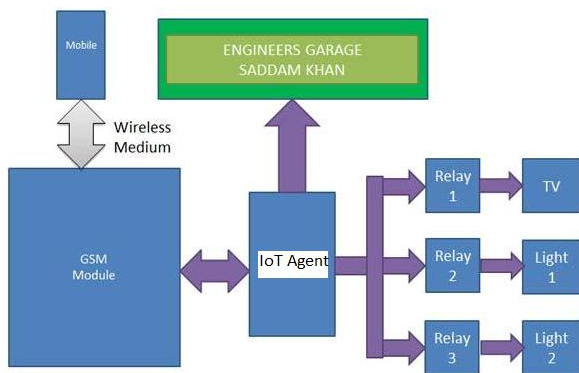 Mobile
ENGINEERS GARAGE
SADDAM KHAN
Wireless
Medium
GSM
Module
IoT Agent
Relay
1
TV
Relay
2
Light
1
Relay
3
Light
2